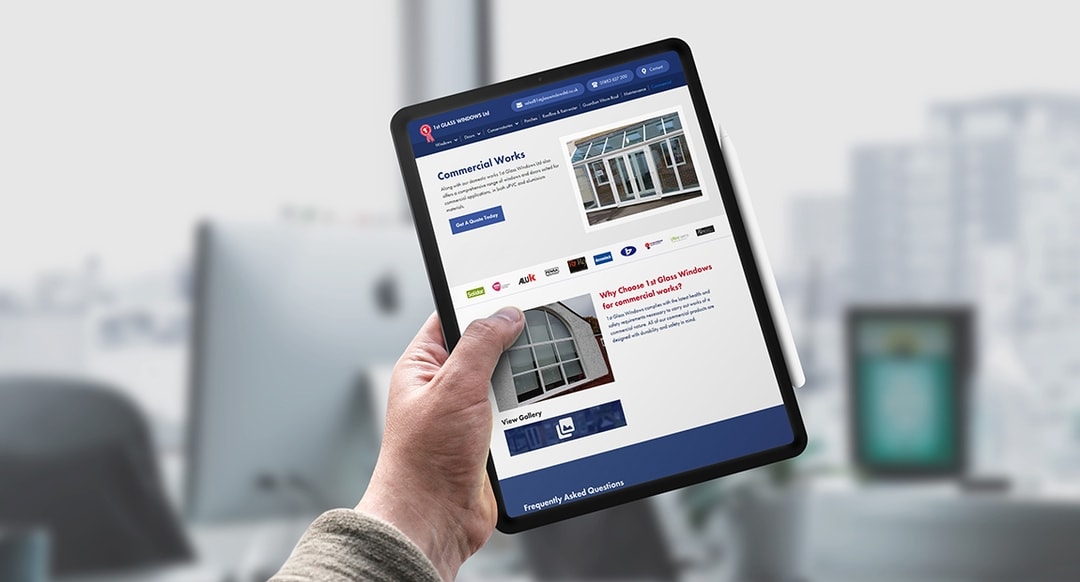 1st GLASS WINDOWS Ltd
Contact
Windows
Doors
Conservatories
Porches
Roofline & Rainwater
Guardian Warm Roof
Maintenance
Commercial
Commercial Works
Along with our domestic works 1st Glass Windows Ltd also
offers a comprehensive range of windows and doors suited for
commercial applications, in both uPVC and aluminium
materials.
Get A Quote Today
Solidor
ALUK
Why Choose 1st Glass Windows
for commercial works?
1st Glass Windows complies with the latest health and
safety requirements necessary to carry out works of a
commercial nature. All of our commercial products are
designed with durability and safety in mind.
View Gallery
Frequently Asked Questions